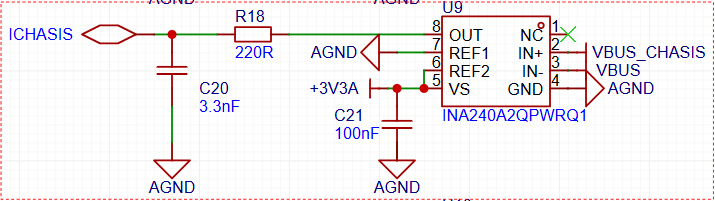 AGND
AGND
U9
R18
ICHASIS
220R
8 OUT NC 1
AGND 7 REF1 IN+ 2 VBUS_CHASIS
6 REF2 IN- 3 VBUS
+3V3A 5 VS GND 4 AGND
C20
3.3nF
C21
100nF
INA240A2QPWRQ1
AGND
AGND